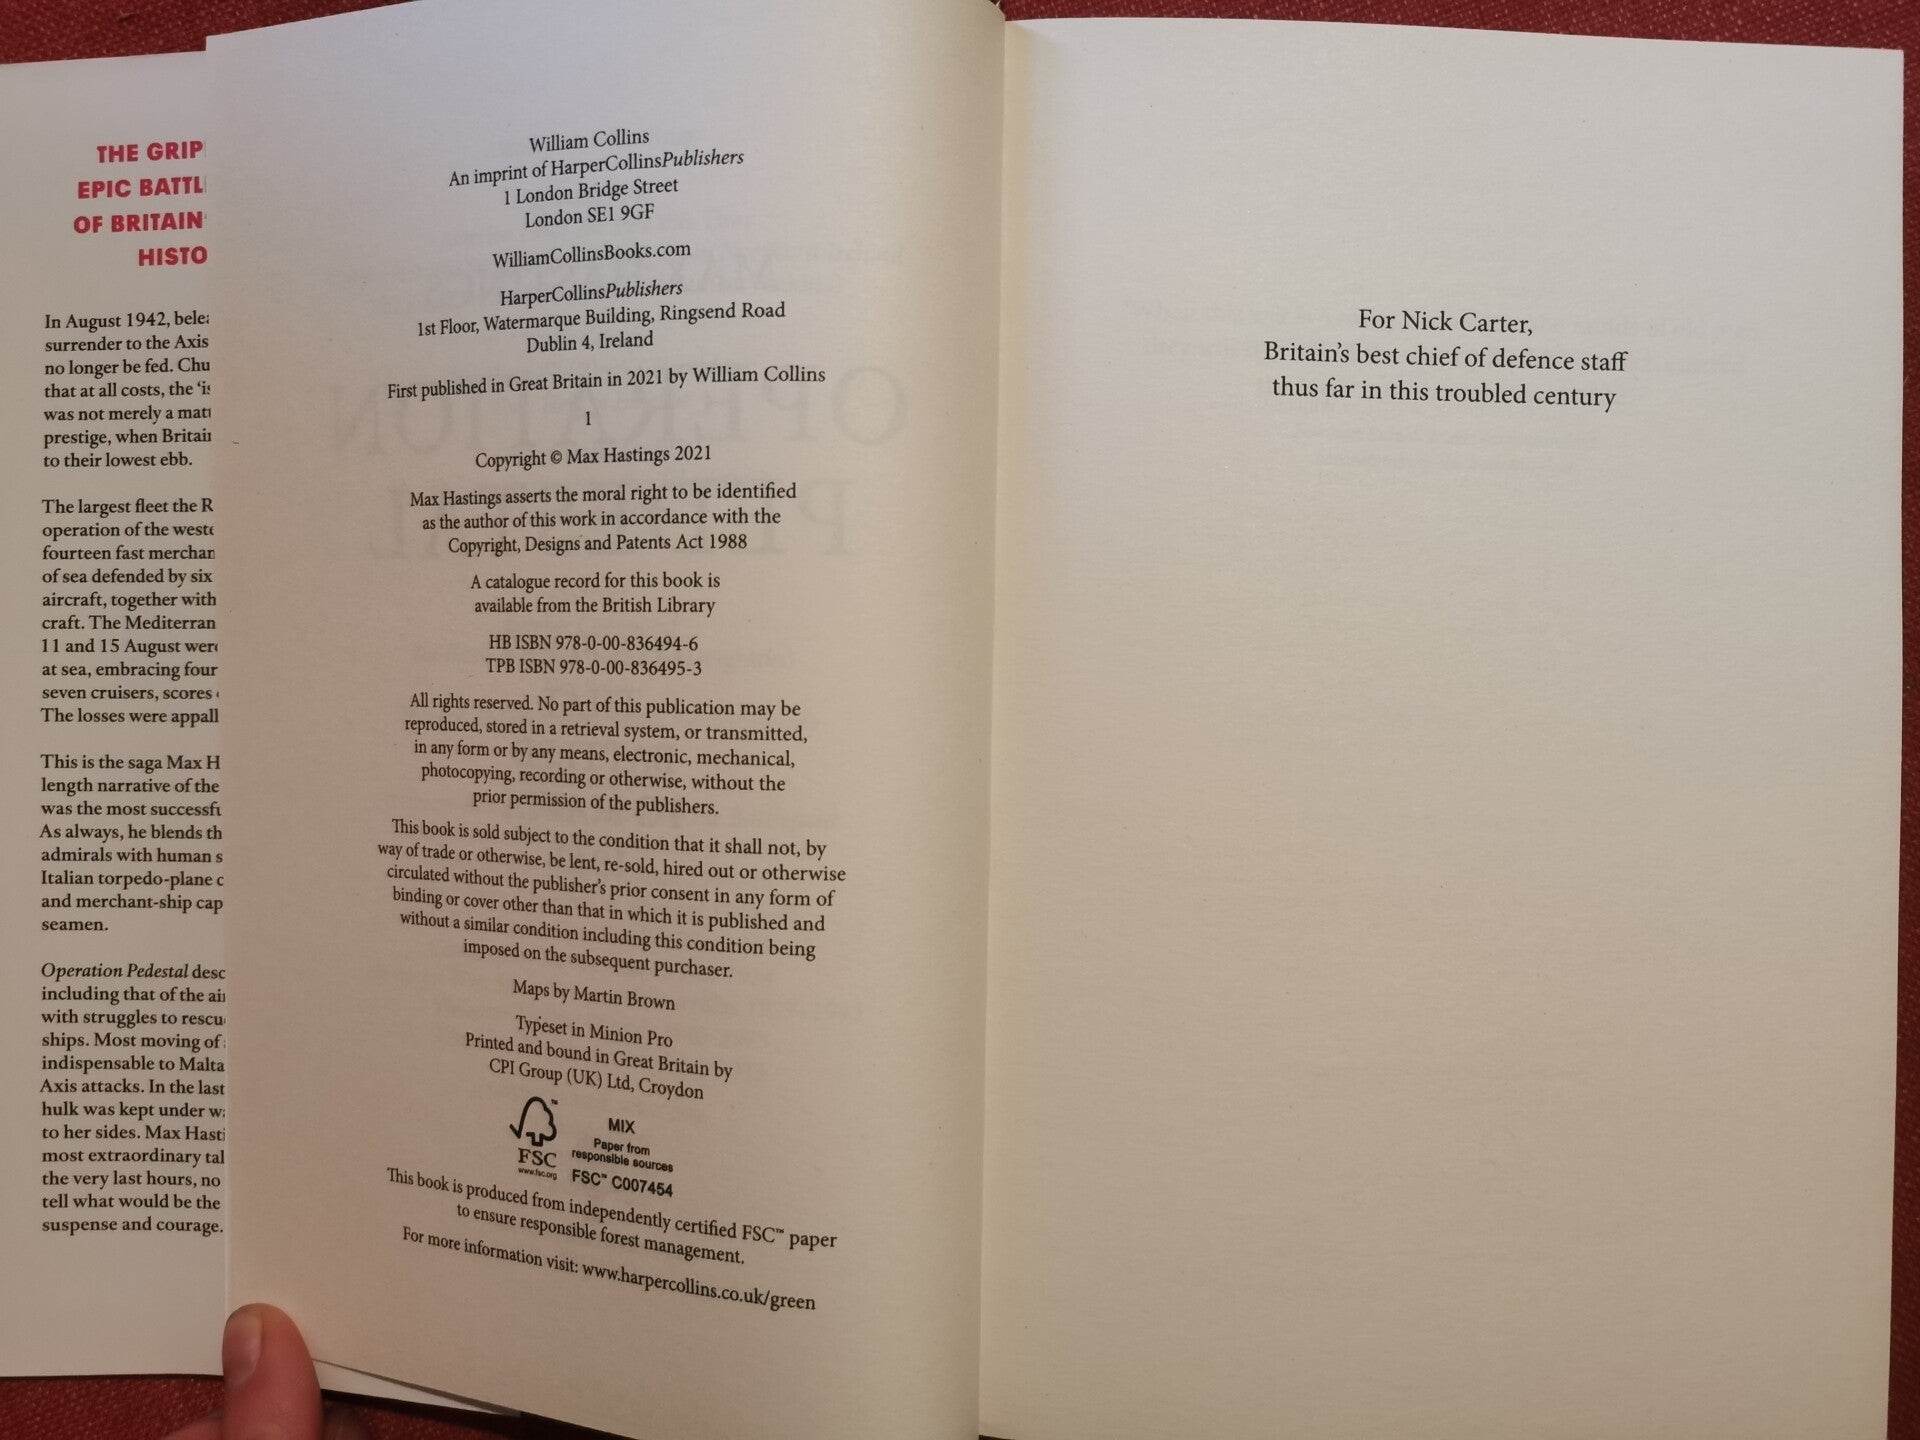 THE GRIP
EPIC BATTL
OF BRITAIN'
HISTO
In August 1942,
surrender to the Axis
no longer be fed. Chu
that at all costs, the
was not merely a
prestige, when Britain
to their lowest ebb.
The largest fleet the R
operation of the
fourteen fast merchan
of sea defended by six
aircraft, together with
craft. The Mediterran
11 and 15 August were
at sea, embracing four
seven cruisers, scores
The losses were appall
This is the saga Max H
length narrative of the
was the most successfu
As always, he blends th
admirals with human s
Italian torpedo-plane c
and merchant-ship cap
seamen.
Operation Pedestal desc
including that of the
with struggles to rescu
ships. Most moving of
indispensable to Malta
Axis attacks. In the last
hulk was kept under
to her sides. Max Hasti
most extraordinary tal
the very last hours, no
tell what would be the
suspense and courage.
William Collins
An imprint of HarperCollinsPublishers
1 London Bridge Street
London SE1 9GF
WilliamCollinsBooks.com
HarperCollinsPublishers
1st Floor, Watermarque Building, Ringsend Road
Dublin 4, Ireland
First published in Great Britain in 2021 by William Collins
1
Copyright © Max Hastings 2021
Max Hastings asserts the moral right to be identified
as the author of this work in accordance with the
Copyright, Designs and Patents Act 1988
A catalogue record for this book is
available from the British Library
HB ISBN 978-0-00-836494-6
TPB ISBN 978-0-00-836495-3
All rights reserved. No part of this publication may be
reproduced, stored in a retrieval system, or transmitted,
in any form or by any means, electronic, mechanical,
photocopying, recording or otherwise, without the
prior permission of the publishers.
This book is sold subject to the condition that it shall not, by
way of trade or otherwise, be lent, re-sold, hired out or otherwise
circulated without the publisher's prior consent in any form of
binding or cover other than that in which it is published and
without a similar condition including this condition being
imposed on the subsequent purchaser.
Maps by Martin Brown
Typeset in Minion Pro
Printed and bound in Great Britain by
CPI Group (UK) Ltd, Croydon
FSC
www.fsc.org
MIX
Paper from
responsible sources
FSC™ C007454
This book is produced from independently certified FSC™ paper
to ensure responsible forest management.
For more information visit: www.harpercollins.co.uk/green
For Nick Carter,
Britain's best chief of defence staff
thus far in this troubled century